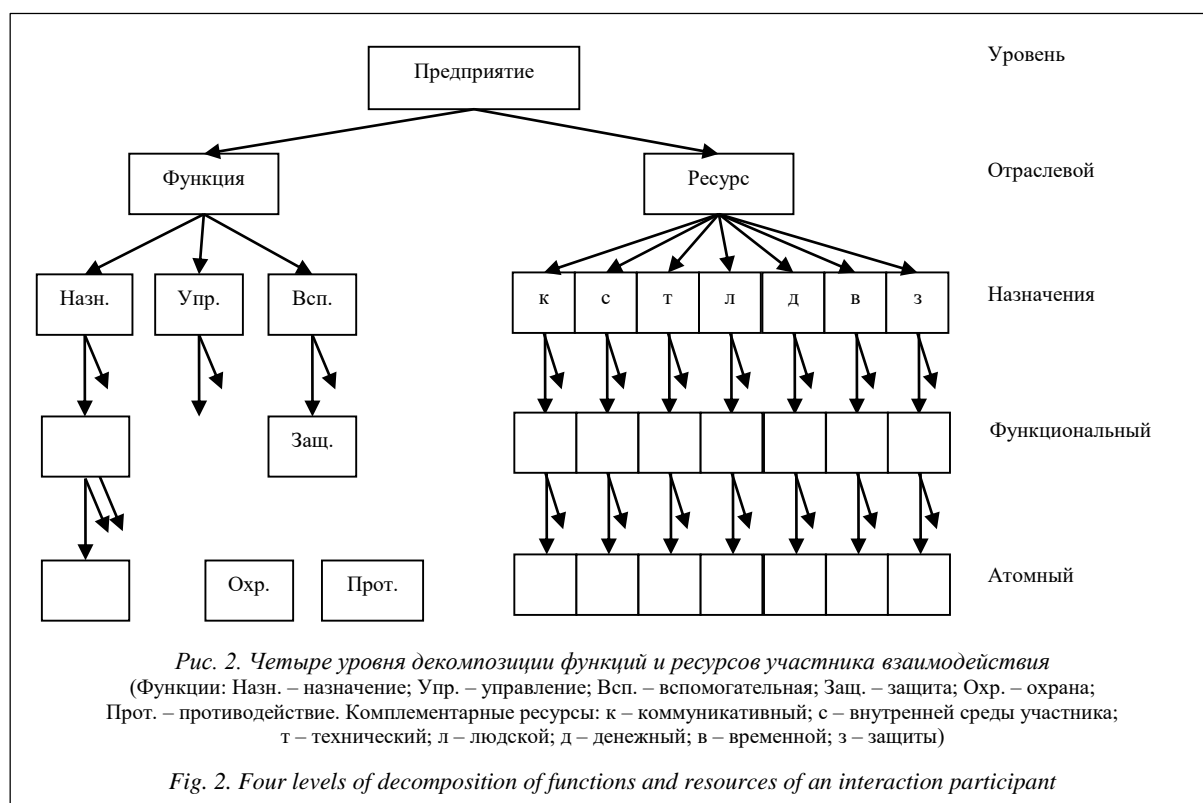 Предприятие
Уровень
Функция
Ресурс
Отраслевой
Назн.
Упр.
Всп.
к
с
т
л
д
в
з
Назначения
Защ.
Функциональный
Охр.
Прот.
Атомный
Рис. 2. Четыре уровня декомпозиции функций и ресурсов участника взаимодействия
(Функции: Назн. – назначение; Упр. – управление; Всп. – вспомогательная; Защ. – защита; Охр. – охрана;
Прот. – противодействие. Комплементарные ресурсы: к – коммуникативный; с – внутренней среды участника;
т – технический; л – людской; д – денежный; в – временной; з – защиты)
Fig. 2. Four levels of decomposition of functions and resources of an interaction participant